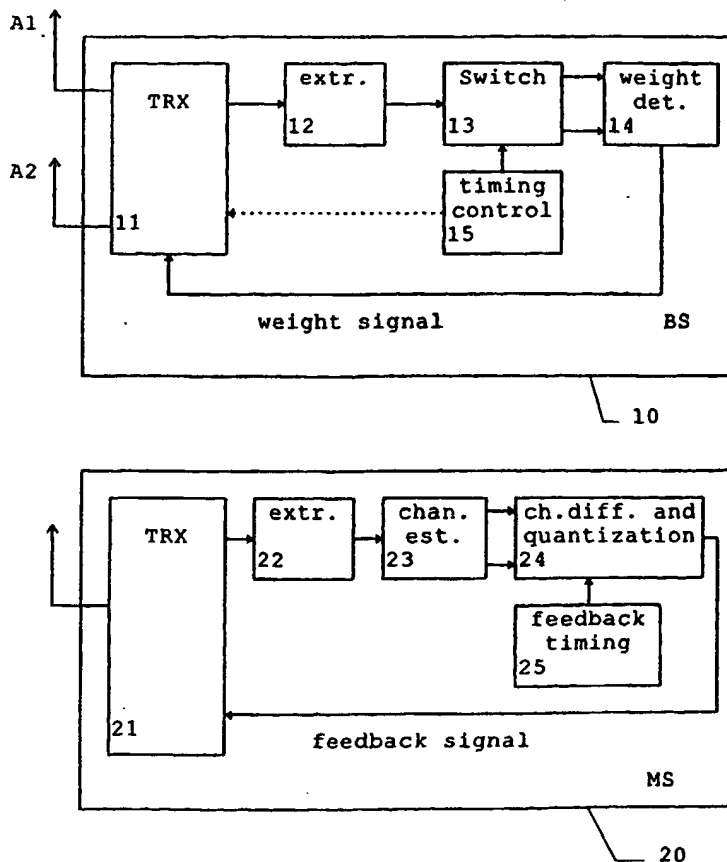 A1
A2
TRX
11
extr.
12
Switch
13
weight
det.
14
timing
control
15
weight signal
BS
10
TRX
21
extr.
22
chan.
est.
23
ch.diff. and
quantization
24
feedback
timing
25
feedback signal
MS
20